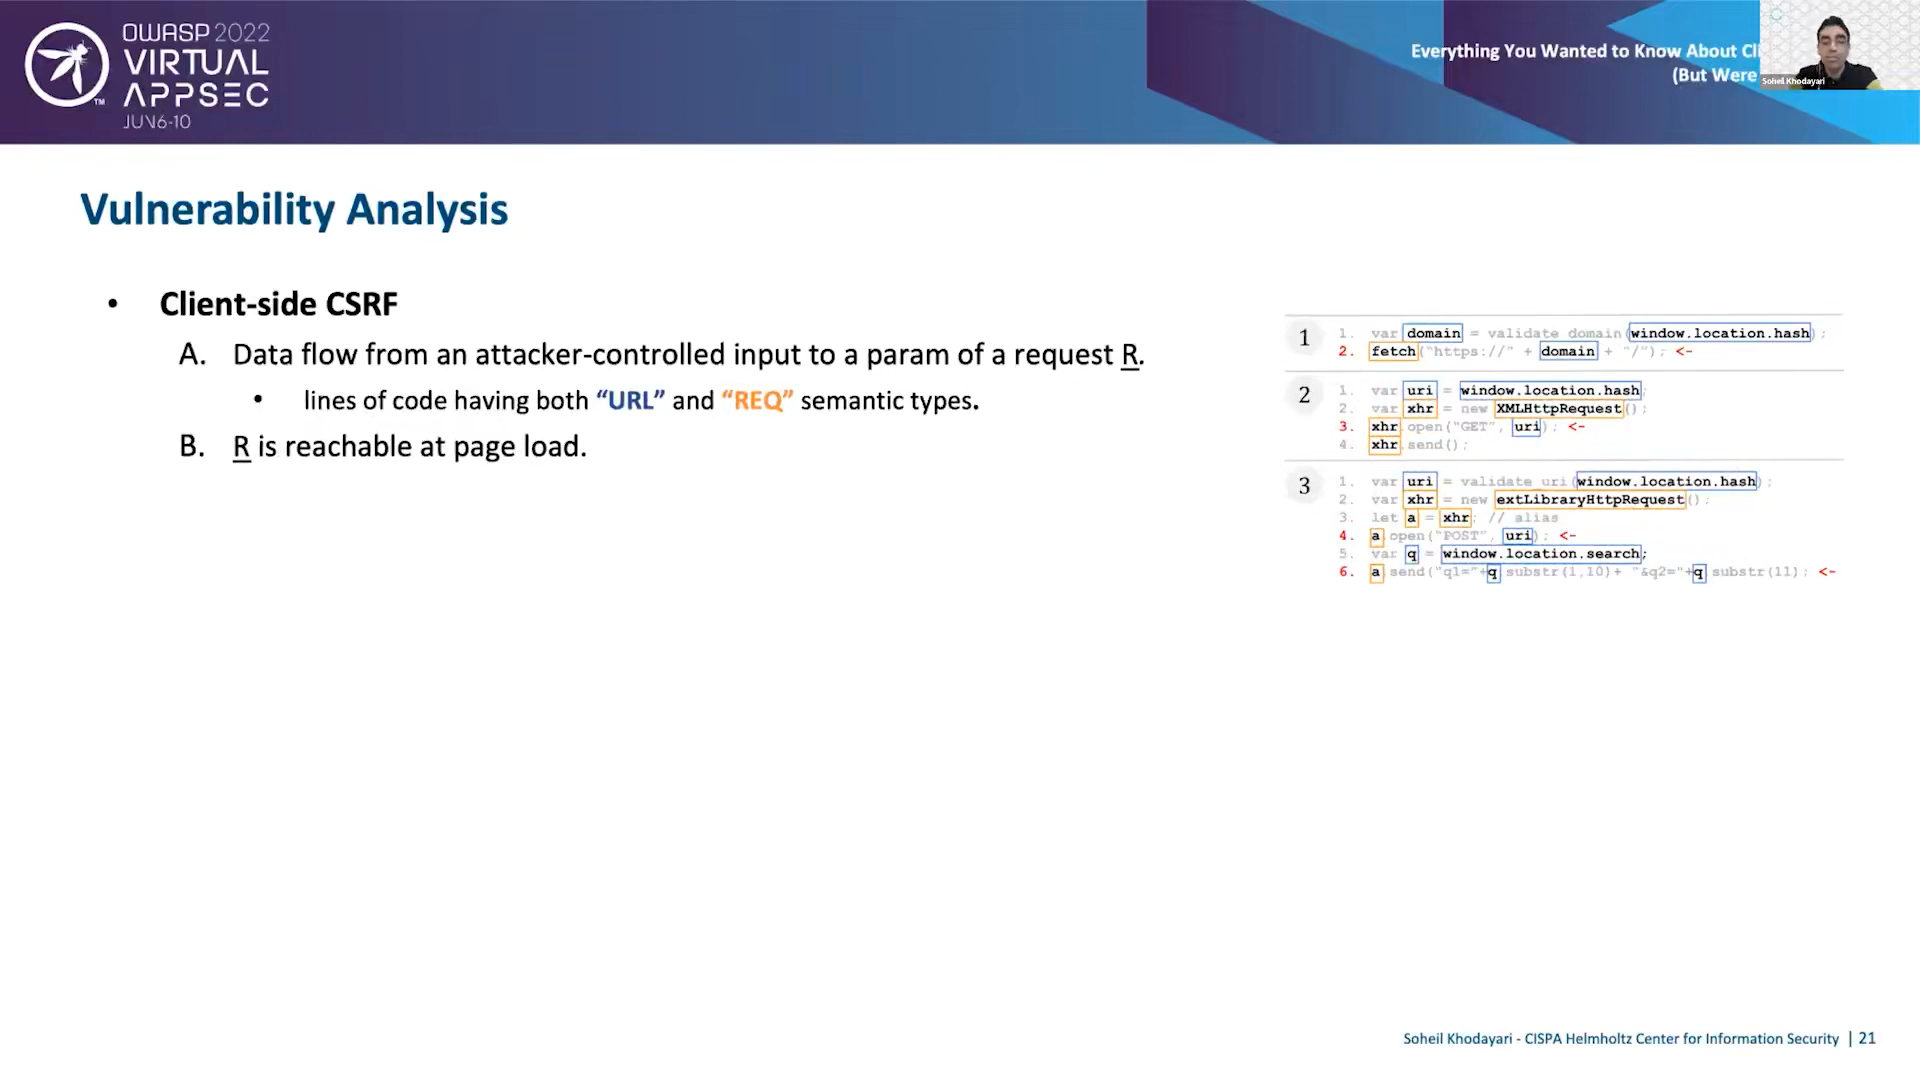 OWASP 2022
VIRTUAL
APPSEC
TM
JUN6-10
Everything You Wanted to Know About Cli
(But Were
Soheil Khodayari
Vulnerability Analysis
• Client-side CSRF
A. Data flow from an attacker-controlled input to a param of a request R.
• lines of code having both “URL” and “REQ” semantic types.
B. R is reachable at page load.
1
1. var domain = validate_domain(window.location.hash);
2. fetch("https://" + domain + "/"); <-
2
1. var uri = window.location.hash;
2. var xhr = new XMLHttpRequest();
3. xhr.open("GET", uri); <-
4. xhr.send();
3
1. var uri = validate_uri(window.location.hash);
2. var xhr = new extLibraryHttpRequest();
3. let a = xhr; // alias
4. a.open("POST", uri); <-
5. var q = window.location.search;
6. a.send("q1="+q.substr(1,10)+ "&q2="+q.substr(11); <-
Soheil Khodayari - CISPA Helmholtz Center for Information Security | 21